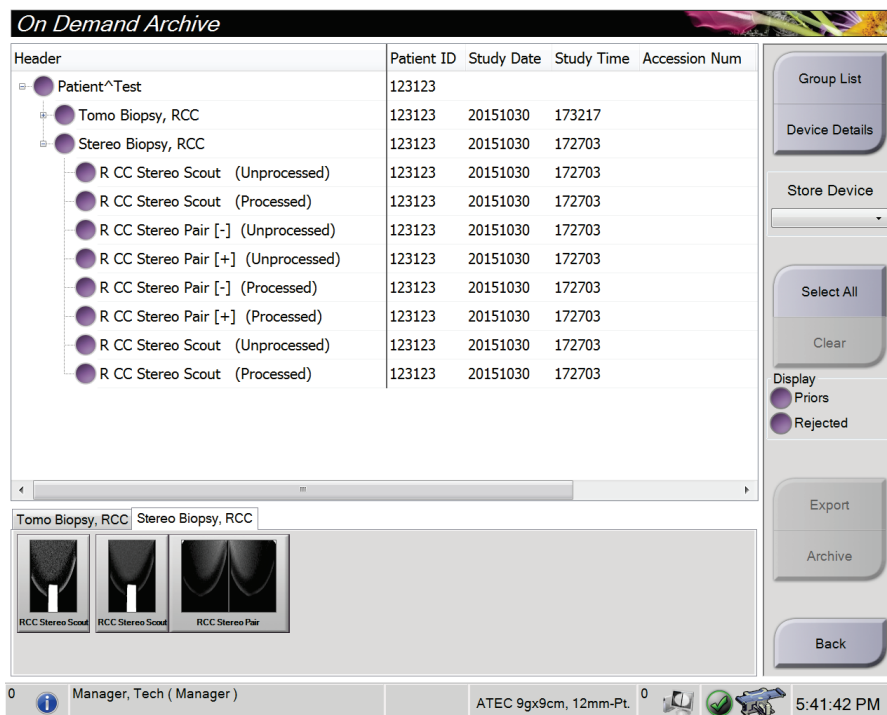 On Demand Archive
Header Patient ID Study Date Study Time Accession Num
Patient^Test 123123
Tomo Biopsy, RCC 123123 20151030 173217
Stereo Biopsy, RCC 123123 20151030 172703
R CC Stereo Scout (Unprocessed) 123123 20151030 172703
R CC Stereo Scout (Processed) 123123 20151030 172703
R CC Stereo Pair [-] (Unprocessed) 123123 20151030 172703
R CC Stereo Pair [+] (Unprocessed) 123123 20151030 172703
R CC Stereo Pair [-] (Processed) 123123 20151030 172703
R CC Stereo Pair [+] (Processed) 123123 20151030 172703
R CC Stereo Scout (Unprocessed) 123123 20151030 172703
R CC Stereo Scout (Processed) 123123 20151030 172703
Group List
Device Details
Store Device
Select All
Clear
Display
Priors
Rejected
Export
Archive
Back
Tomo Biopsy, RCC Stereo Biopsy, RCC
RCC Stereo Scout RCC Stereo Scout RCC Stereo Pair
0 Manager, Tech ( Manager ) ATEC 9gx9cm, 12mm-Pt. 0 5:41:42 PM